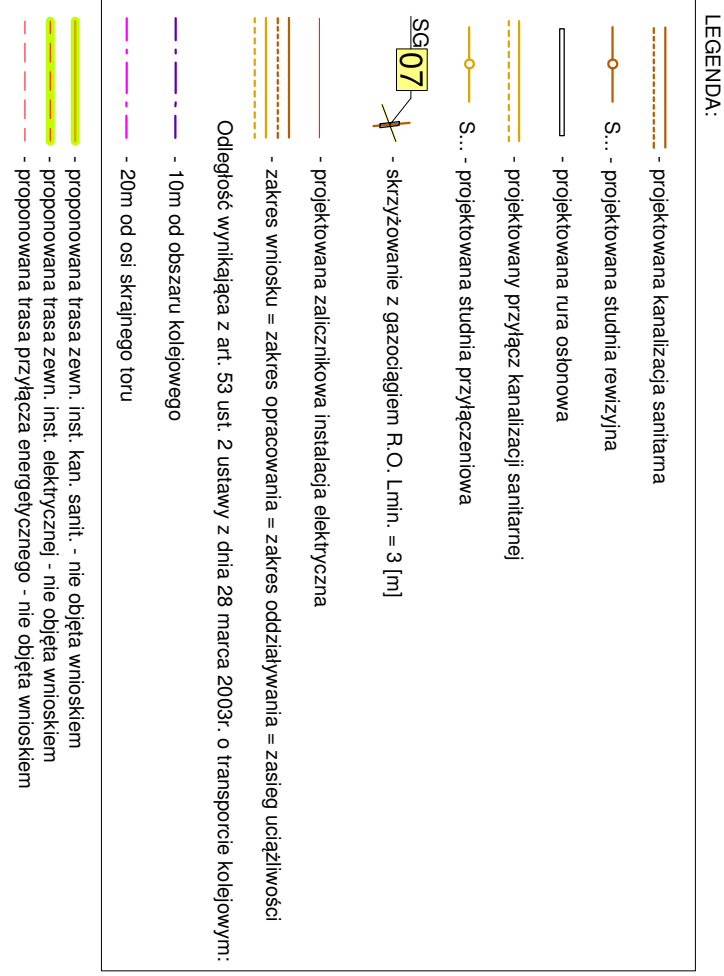 LEGENDA:
- projektowana kanalizacja sanitarna
S... - projektowana studnia rewizyjna
- projektowana rura osłonowa
- projektowany przyłącz kanalizacji sanitarnej
S... - projektowana studnia przyłączeniowa
SG 07 - skrzyżowanie z gazociągiem R.O. Lmin. = 3 [m]
- projektowana zalicznikowa instalacja elektryczna
- zakres wniosku = zakres opracowania = zakres oddziaływania = zasieg uciążliwości
Odległość wynikająca z art. 53 ust. 2 ustawy z dnia 28 marca 2003r. o transporcie kolejowym:
- 10m od obszaru kolejowego
- 20m od osi skrajnego toru
- proponowana trasa zewn. inst. kan. sanit. - nie objęta wnioskiem
- proponowana trasa zewn. inst. elektrycznej - nie objęta wnioskiem
- proponowana trasa przyłącza energetycznego - nie objęta wnioskiem